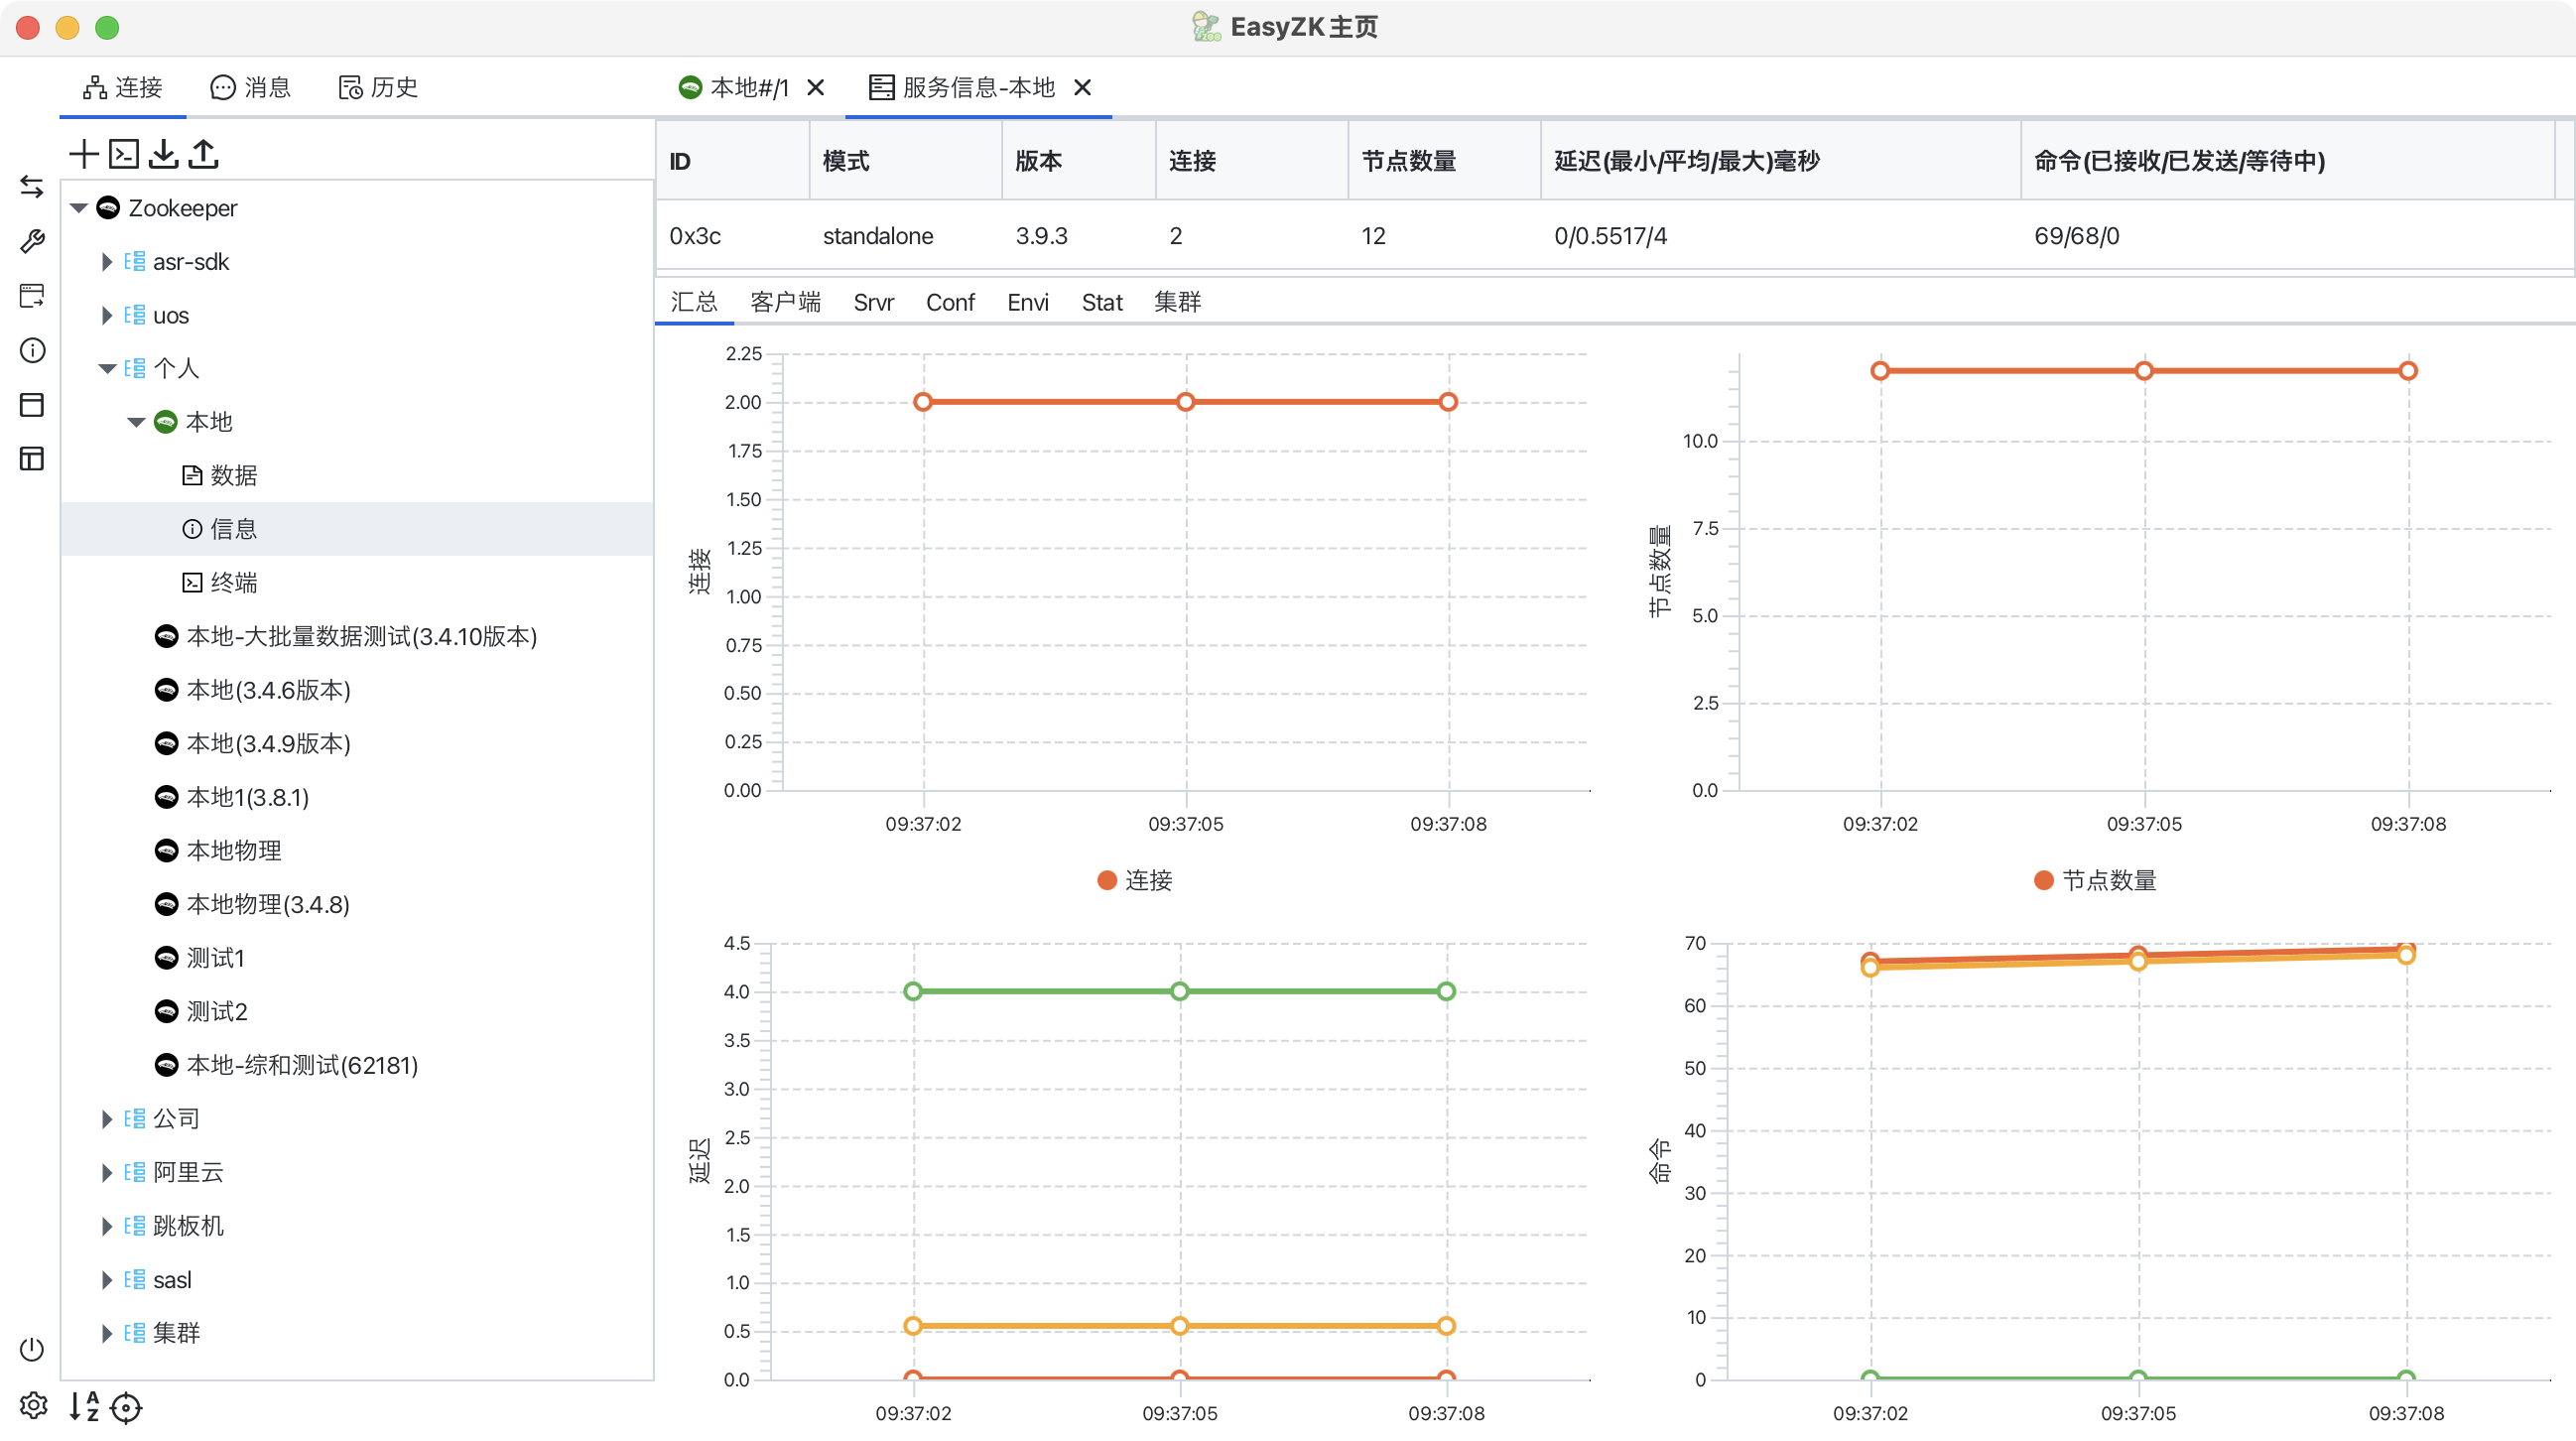 EasyZK主页
连接 消息 历史
本地#/1 服务信息-本地
Zookeeper
asr-sdk
uos
个人
本地
数据
信息
终端
本地-大批量数据测试(3.4.10版本)
本地(3.4.6版本)
本地(3.4.9版本)
本地1(3.8.1)
本地物理
本地物理(3.4.8)
测试1
测试2
本地-综和测试(62181)
公司
阿里云
跳板机
sasl
集群
ID 模式 版本 连接 节点数量 延迟(最小/平均/最大)毫秒 命令(已接收/已发送/等待中)
0x3c standalone 3.9.3 2 12 0/0.5517/4 69/68/0
汇总 客户端 Srvr Conf Envi Stat 集群
连接
2.25
2.00
1.75
1.50
1.25
1.00
0.75
0.50
0.25
0.00
09:37:02 09:37:05 09:37:08
连接
节点数量
10.0
7.5
5.0
2.5
0.0
09:37:02 09:37:05 09:37:08
节点数量
延迟
4.5
4.0
3.5
3.0
2.5
2.0
1.5
1.0
0.5
0.0
09:37:02 09:37:05 09:37:08
命令
70
60
50
40
30
20
10
0
09:37:02 09:37:05 09:37:08